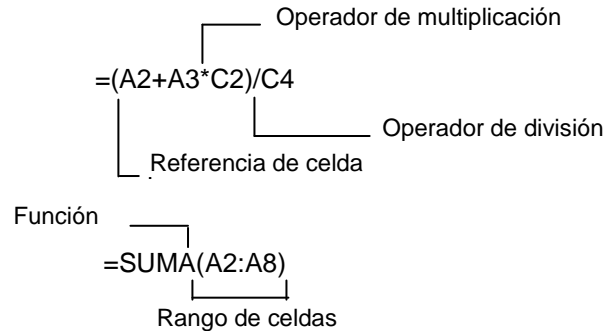 Operador de multiplicación
=(A2+A3*C2)/C4
Operador de división
Referencia de celda
Función
=SUMA(A2:A8)
Rango de celdas